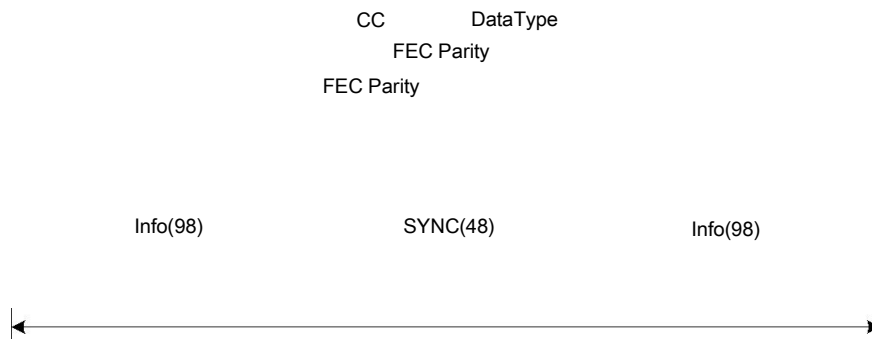 CC DataType
FEC Parity
FEC Parity
Info(98) SYNC(48) Info(98)